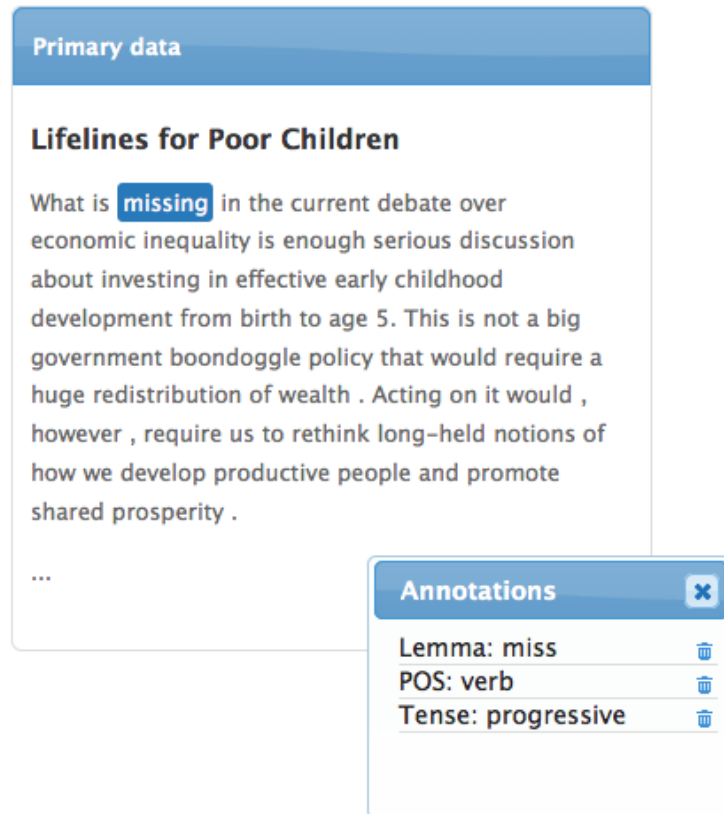 Primary data
Lifelines for Poor Children
What is missing in the current debate over
economic inequality is enough serious discussion
about investing in effective early childhood
development from birth to age 5. This is not a big
government boondoggle policy that would require a
huge redistribution of wealth . Acting on it would ,
however , require us to rethink long-held notions of
how we develop productive people and promote
shared prosperity .
...
Annotations
Lemma: miss
POS: verb
Tense: progressive